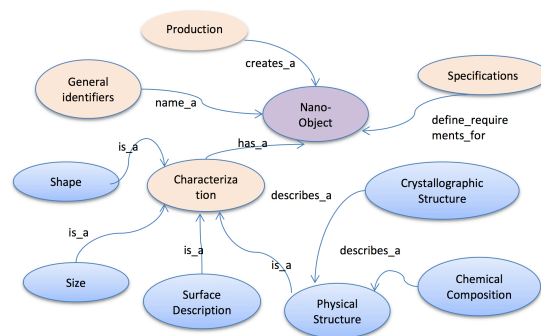 Production
creates_a
General
identifiers
name_a
Nano-
Object
Specifications
define_require
ments_for
is_a
has_a
Shape
Characteriza
tion
describes_a
Crystallographic
Structure
is_a
is_a
is_a
describes_a
Size
Surface
Description
Physical
Structure
Chemical
Composition